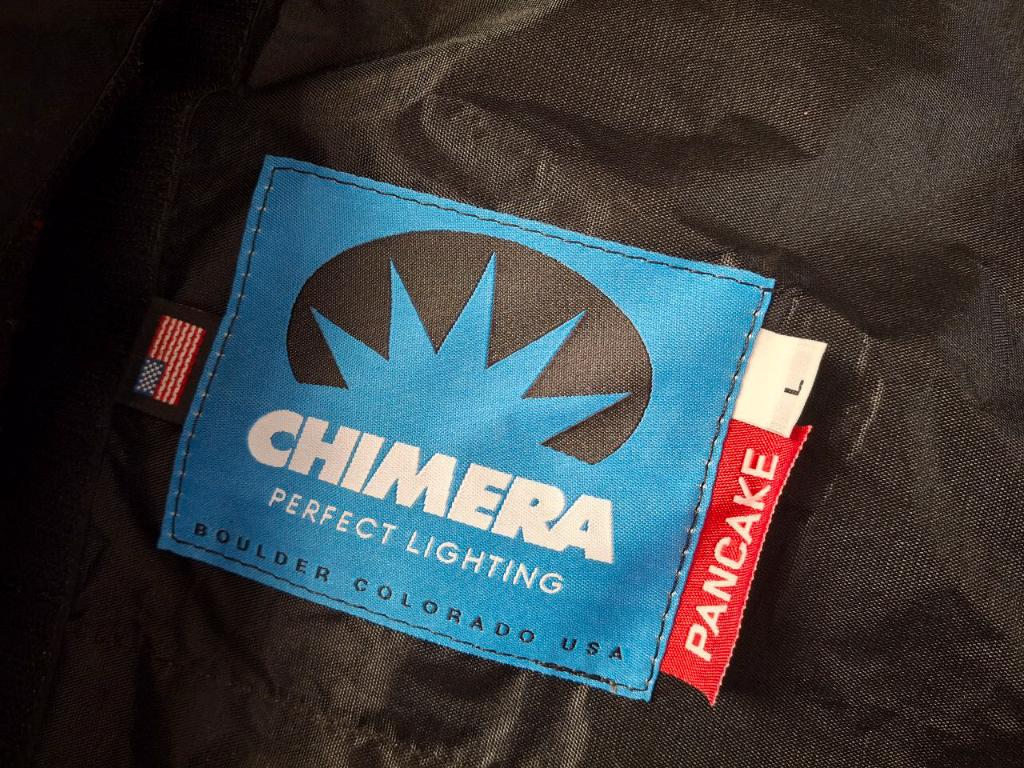 CHIMERA
PERFECT LIGHTING
BOULDER COLORADO USA
L
PANCAKE